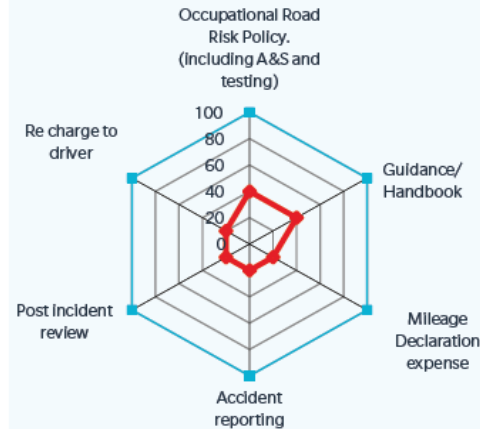 Occupational Road
Risk Policy.
(including A&S and
testing)
Re charge to
driver
100
80
60
40
20
0
Guidance/
Handbook
Post incident
review
Mileage
Declaration
expense
Accident
reporting